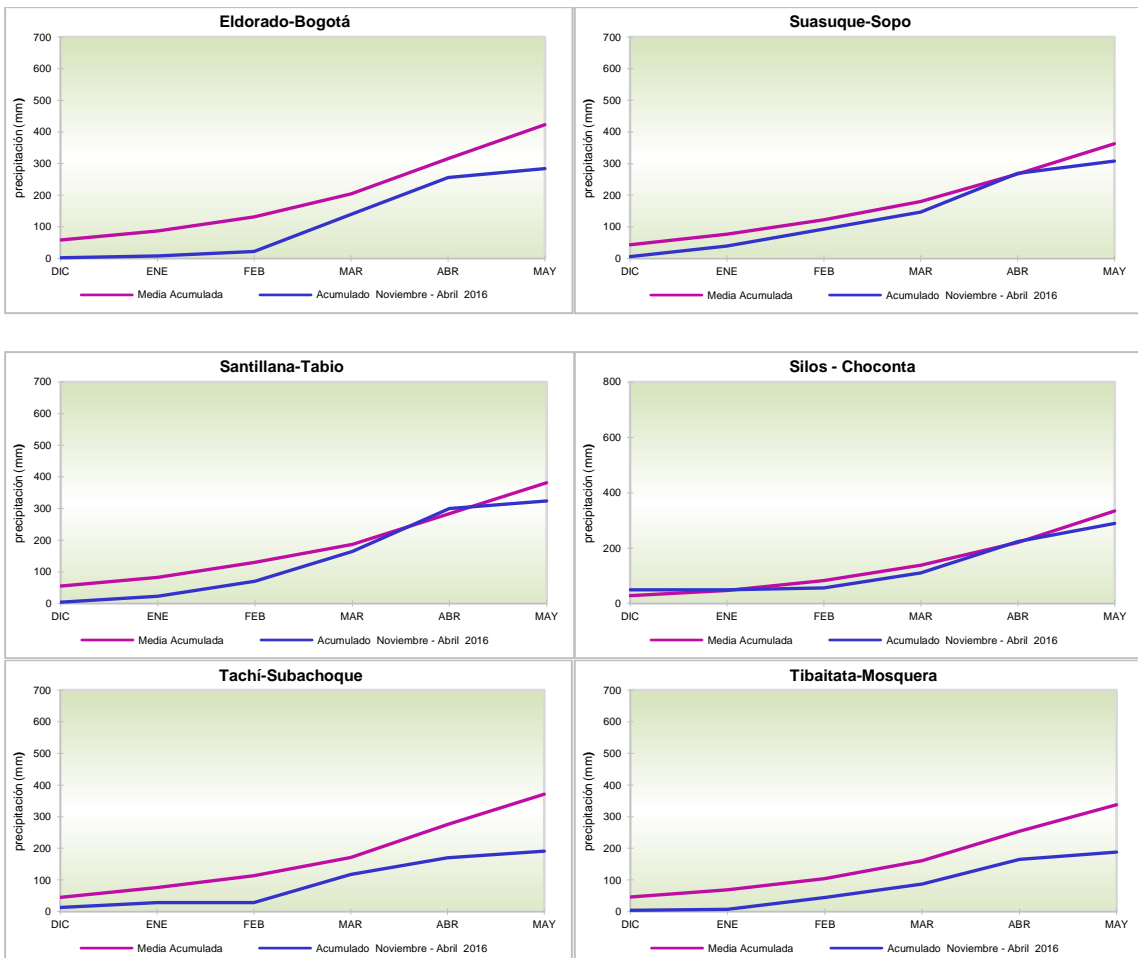 Eldorado-Bogotá
precipitación (mm)
700
600
500
400
300
200
100
0
DIC ENE FEB MAR ABR MAY
Media Acumulada Acumulado Noviembre - Abril 2016
Suasuque-Sopo
precipitación (mm)
700
600
500
400
300
200
100
0
DIC ENE FEB MAR ABR MAY
Media Acumulada Acumulado Noviembre - Abril 2016
Santillana-Tabio
precipitación (mm)
700
600
500
400
300
200
100
0
DIC ENE FEB MAR ABR MAY
Media Acumulada Acumulado Noviembre - Abril 2016
Silos - Choconta
precipitación (mm)
800
600
400
200
0
DIC ENE FEB MAR ABR MAY
Media Acumulada Acumulado Noviembre - Abril 2016
Tachí-Subachoque
precipitación (mm)
700
600
500
400
300
200
100
0
DIC ENE FEB MAR ABR MAY
Media Acumulada Acumulado Noviembre - Abril 2016
Tibaitata-Mosquera
precipitación (mm)
700
600
500
400
300
200
100
0
DIC ENE FEB MAR ABR MAY
Media Acumulada Acumulado Noviembre - Abril 2016